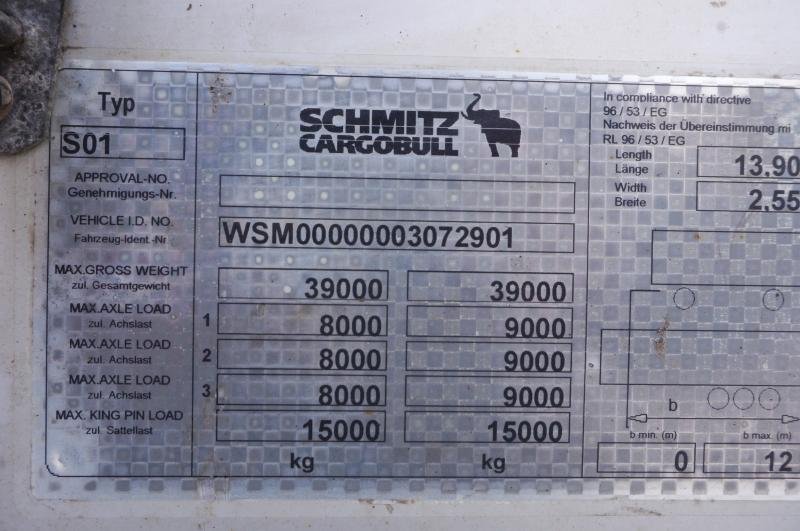 Typ
S01
SCHMITZ
CARGOBULL
APPROVAL-NO.
Genehmigungs-Nr.
VEHICLE I.D. NO.
Fahrzeug-Ident.-Nr
WSM00000003072901
MAX.GROSS WEIGHT
zul. Gesamtgewicht
39000 39000
MAX.AXLE LOAD
zul. Achslast
1 8000 9000
MAX.AXLE LOAD
zul. Achslast
2 8000 9000
MAX.AXLE LOAD
zul. Achslast
3 8000 9000
MAX. KING PIN LOAD
zul. Sattellast
15000 15000
kg kg
In compliance with directive
96 / 53 / EG
Nachweis der Übereinstimmung mi
RL 96 / 53 / EG
Length
Länge
13,90
Width
Breite
2,55
b
b min. (m) b max. (m)
0 12